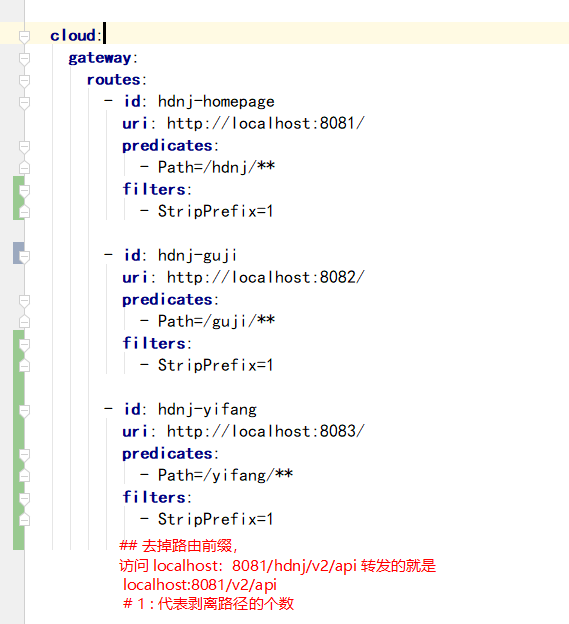 cloud:
gateway:
routes:
- id: hdnj-homepage
uri: http://localhost:8081/
predicates:
- Path=/hdnj/**
filters:
- StripPrefix=1
- id: hdnj-guji
uri: http://localhost:8082/
predicates:
- Path=/guji/**
filters:
- StripPrefix=1
- id: hdnj-yifang
uri: http://localhost:8083/
predicates:
- Path=/yifang/**
filters:
- StripPrefix=1
## 去掉路由前缀，
访问 localhost：8081/hdnj/v2/api 转发的就是
localhost:8081/v2/api
# 1 : 代表剥离路径的个数